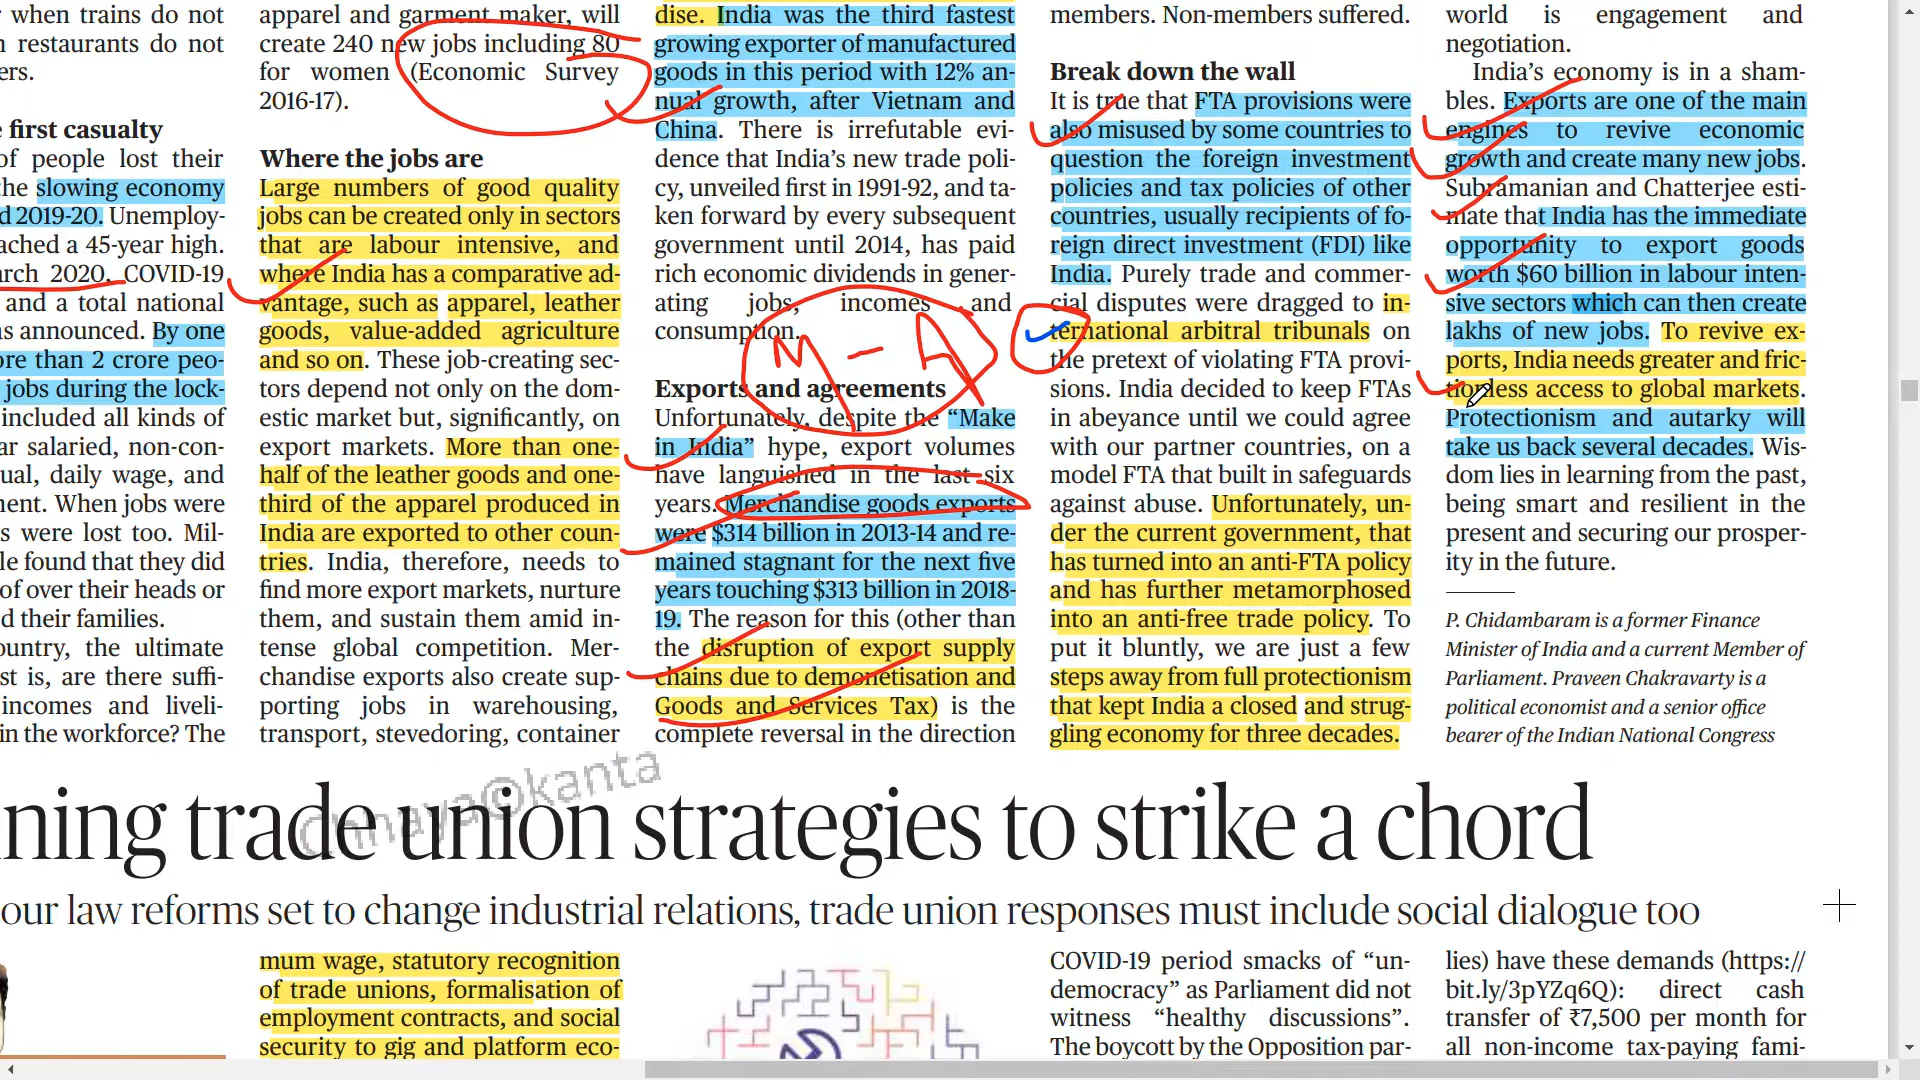 when trains do not
restaurants do not
ers.
e first casualty
of people lost their
the slowing economy
d 2019-20. Unemploy-
ached a 45-year high.
arch 2020. COVID-19
and a total national
as announced. By one
ore than 2 crore peo-
jobs during the lock-
included all kinds of
ar salaried, non-con-
ual, daily wage, and
ment. When jobs were
s were lost too. Mil-
le found that they did
of over their heads or
d their families.
ountry, the ultimate
st is, are there suffi-
incomes and liveli-
in the workforce? The
apparel and garment maker, will
create 240 new jobs including 80
for women (Economic Survey
2016-17).
Where the jobs are
Large numbers of good quality
jobs can be created only in sectors
that are labour intensive, and
where India has a comparative ad-
vantage, such as apparel, leather
goods, value-added agriculture
and so on. These job-creating sec-
tors depend not only on the dom-
estic market but, significantly, on
export markets. More than one-
half of the leather goods and one-
third of the apparel produced in
India are exported to other coun-
tries. India, therefore, needs to
find more export markets, nurture
them, and sustain them amid in-
tense global competition. Mer-
chandise exports also create sup-
porting jobs in warehousing,
transport, stevedoring, container
dise. India was the third fastest
growing exporter of manufactured
goods in this period with 12% an-
nual growth, after Vietnam and
China. There is irrefutable evi-
dence that India's new trade poli-
cy, unveiled first in 1991-92, and ta-
ken forward by every subsequent
government until 2014, has paid
rich economic dividends in gener-
ating jobs, incomes and
consumption.
M - A
Exports and agreements
Unfortunately, despite the “Make
in India” hype, export volumes
have languished in the last six
years. Merchandise goods exports
were $314 billion in 2013-14 and re-
mained stagnant for the next five
years touching $313 billion in 2018-
19. The reason for this (other than
the disruption of export supply
chains due to demonetisation and
Goods and Services Tax) is the
complete reversal in the direction
members. Non-members suffered.
Break down the wall
It is true that FTA provisions were
also misused by some countries to
question the foreign investment
policies and tax policies of other
countries, usually recipients of fo-
reign direct investment (FDI) like
India. Purely trade and commer-
cial disputes were dragged to in-
ternational arbitral tribunals on
the pretext of violating FTA provi-
sions. India decided to keep FTAs
in abeyance until we could agree
with our partner countries, on a
model FTA that built in safeguards
against abuse. Unfortunately, un-
der the current government, that
has turned into an anti-FTA policy
and has further metamorphosed
into an anti-free trade policy. To
put it bluntly, we are just a few
steps away from full protectionism
that kept India a closed and strug-
gling economy for three decades.
world is engagement and
negotiation.
India's economy is in a sham-
bles. Exports are one of the main
engines to revive economic
growth and create many new jobs.
Subramanian and Chatterjee esti-
mate that India has the immediate
opportunity to export goods
worth $60 billion in labour inten-
sive sectors which can then create
lakhs of new jobs. To revive ex-
ports, India needs greater and fric-
tionless access to global markets.
Protectionism and autarky will
take us back several decades. Wis-
dom lies in learning from the past,
being smart and resilient in the
present and securing our prosper-
ity in the future.
P. Chidambaram is a former Finance
Minister of India and a current Member of
Parliament. Praveen Chakravarty is a
political economist and a senior office
bearer of the Indian National Congress
Chhaya©kanta
ning trade union strategies to strike a chord
our law reforms set to change industrial relations, trade union responses must include social dialogue too
mum wage, statutory recognition
of trade unions, formalisation of
employment contracts, and social
security to gig and platform eco-
COVID-19 period smacks of “un-
democracy” as Parliament did not
witness “healthy discussions”.
The boycott by the Opposition par-
lies) have these demands (https://
bit.ly/3pYZq6Q): direct cash
transfer of ₹7,500 per month for
all non-income tax-paying fami-